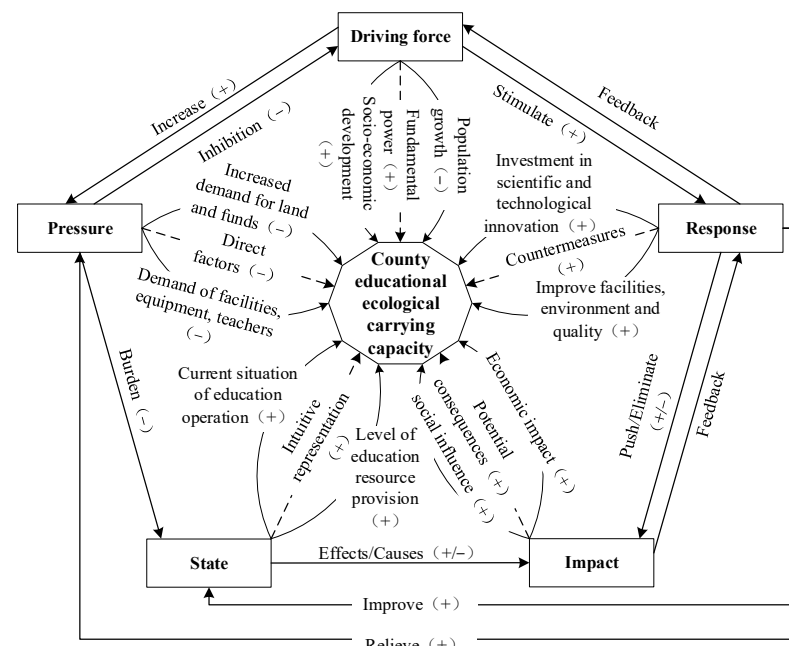 Driving force
Increase (+)
Inhibition (−)
Socio-economic
development
(+)
Fundamental
power (+)
Population
growth (−)
Stimulate (+)
Feedback
Pressure
Increased
demand for land
and funds (−)
Direct
factors (−)
Demand of facilities,
equipment, teachers
(−)
County
educational
ecological
carrying
capacity
Investment in
scientific and
technological
innovation (+)
Countermeasures
(+)
Improve facilities,
environment and
quality (+)
Response
Burden (−)
Current situation
of education
operation (+)
Intuitive
representation
(+)
Level of
education
resource
provision
(+)
social influence (+)
Potential
consequences (+)
Economic impact (+)
Push/Eliminate
(+/−)
Feedback
State
Effects/Causes (+/−)
Impact
Improve (+)
Relieve (+)